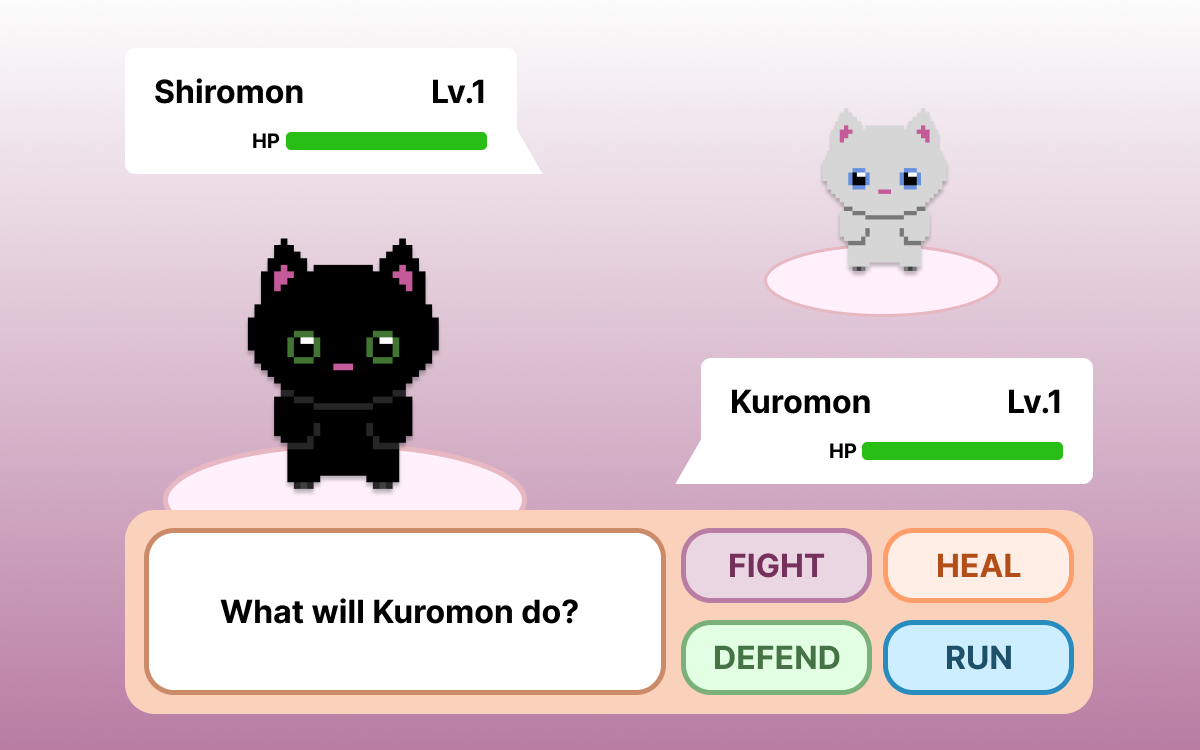 Shiromon Lv.1
HP
Kuromon Lv.1
HP
What will Kuromon do?
FIGHT HEAL
DEFEND RUN